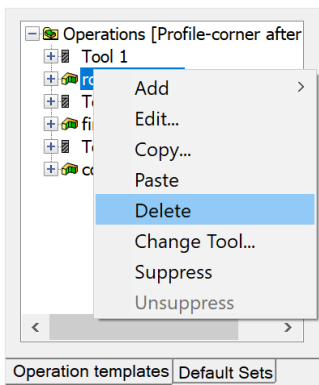 Operations [Profile-corner after
Tool 1
Add
Edit...
Copy...
Paste
Delete
Change Tool...
Suppress
Unsuppress
Operation templates
Default Sets